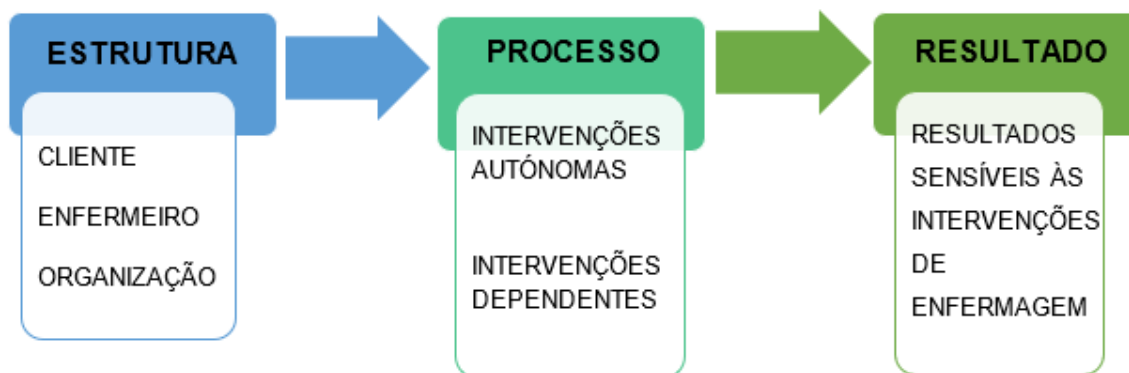 ESTRUTURA
CLIENTE
ENFERMEIRO
ORGANIZAÇÃO
PROCESSO
INTERVENÇÕES
AUTÓNOMAS
INTERVENÇÕES
DEPENDENTES
RESULTADO
RESULTADOS
SENSÍVEIS ÀS
INTERVENÇÕES
DE
ENFERMAGEM